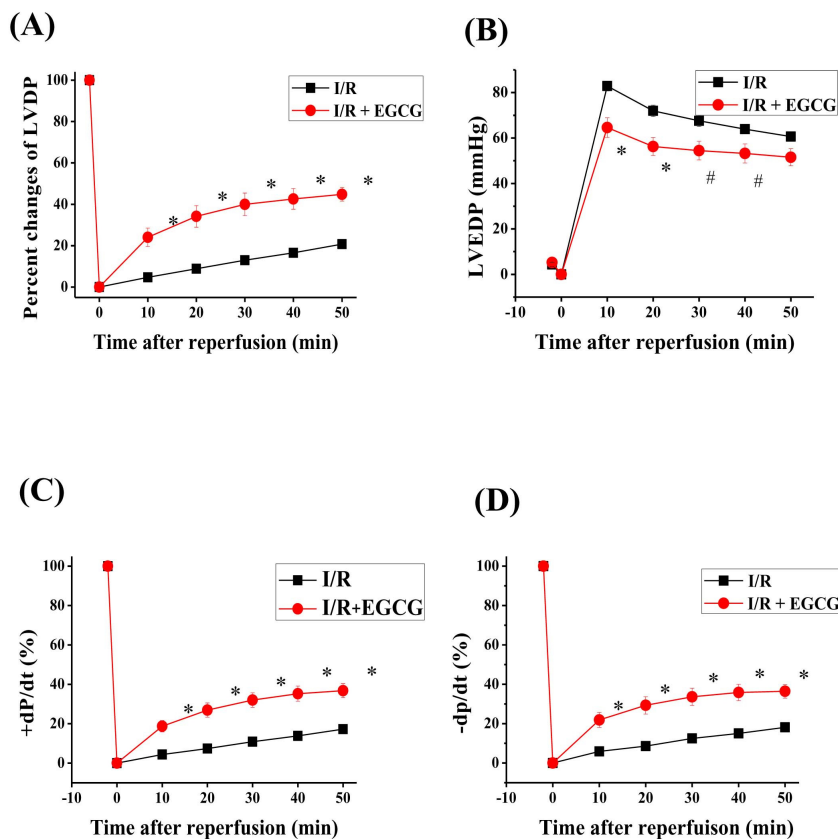 (A)
Percent changes of LVDP
100
80
60
40
20
0
I/R
I/R + EGCG
* * * * *
0 10 20 30 40 50
Time after reperfusion (min)
(B)
LVEDP (mmHg)
80
60
40
20
0
I/R
I/R + EGCG
* * # #
-10 0 10 20 30 40 50
Time after reperfusion (min)
(C)
+dP/dt (%)
100
80
60
40
20
0
I/R
I/R+EGCG
* * * * *
-10 0 10 20 30 40 50
Time after reperfusion (min)
(D)
-dp/dt (%)
100
80
60
40
20
0
I/R
I/R + EGCG
* * * * *
-10 0 10 20 30 40 50
Time after reperfuison (min)